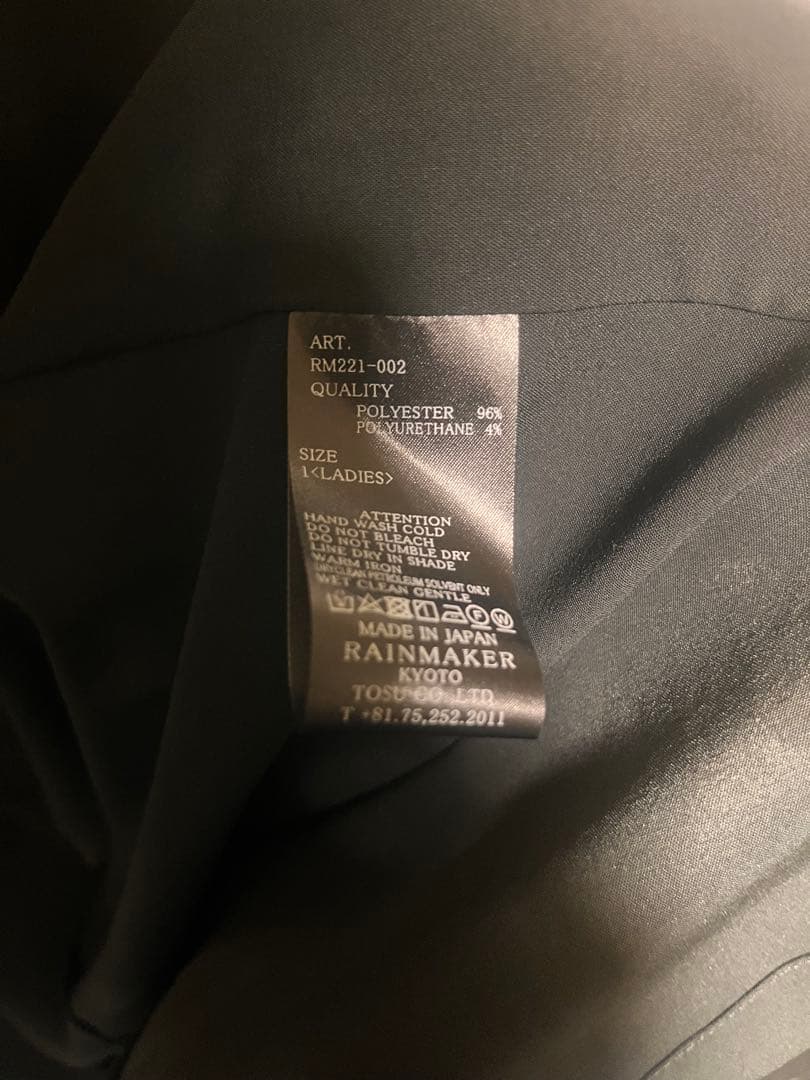 ART.
RM221-002
QUALITY
POLYESTER 96%
POLYURETHANE 4%
SIZE
1<LADIES>
ATTENTION
HAND WASH COLD
DO NOT BLEACH
DO NOT TUMBLE DRY
LINE DRY IN SHADE
WARM IRON
DRYCLEAN PETROLEUM SOLVENT ONLY
WET CLEAN GENTLE
F W
MADE IN JAPAN
RAINMAKER
KYOTO
TOSU CO.,LTD
T +81.75.252.2011